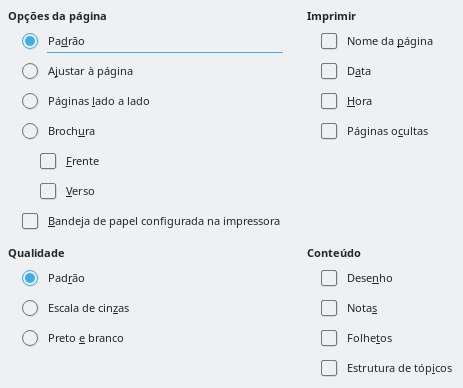 Opções da página
Padrão
Ajustar à página
Páginas lado a lado
Brochura
Frente
Verso
Bandeja de papel configurada na impressora
Imprimir
Nome da página
Data
Hora
Páginas ocultas
Qualidade
Padrão
Escala de cinzas
Preto e branco
Conteúdo
Desenho
Notas
Folhetos
Estrutura de tópicos